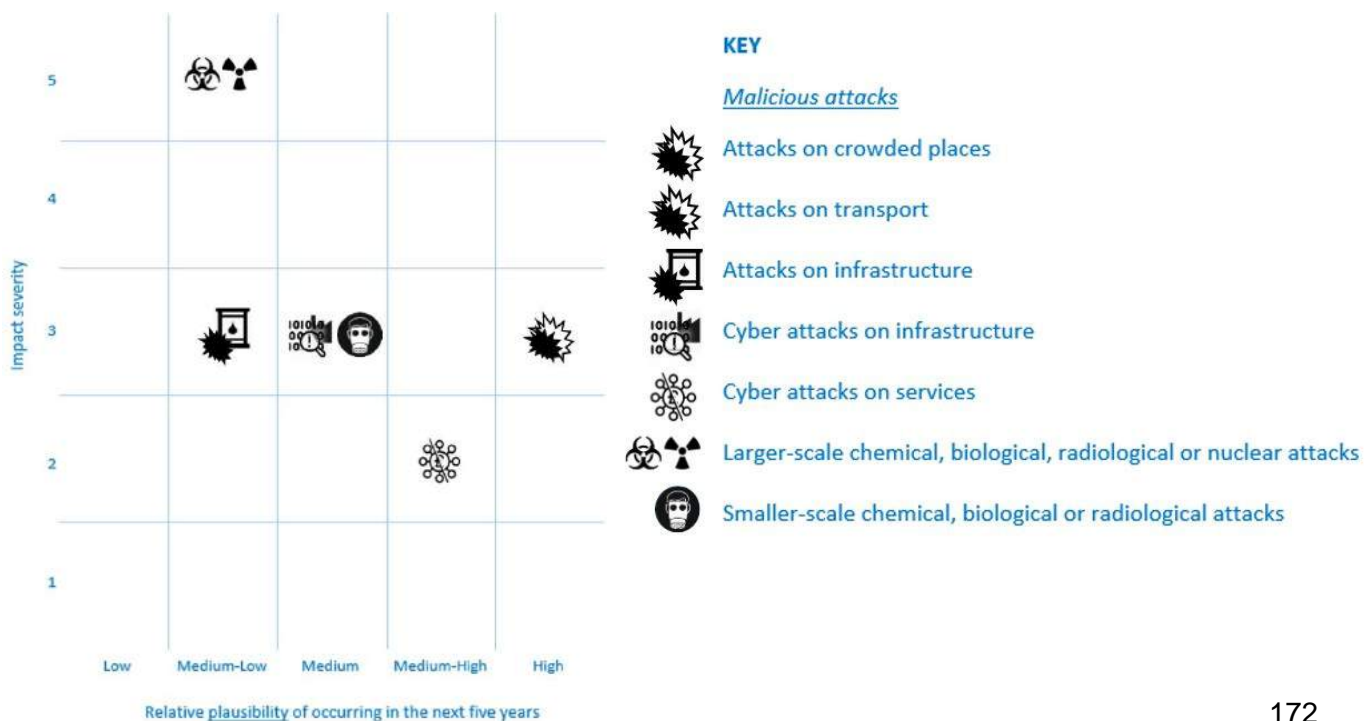 KEY
Malicious attacks
Attacks on crowded places
Attacks on transport
Attacks on infrastructure
Cyber attacks on infrastructure
Cyber attacks on services
Larger-scale chemical, biological, radiological or nuclear attacks
Smaller-scale chemical, biological or radiological attacks
Impact severity
5
4
3
2
1
Low Medium-Low Medium Medium-High High
Relative plausibility of occurring in the next five years
172